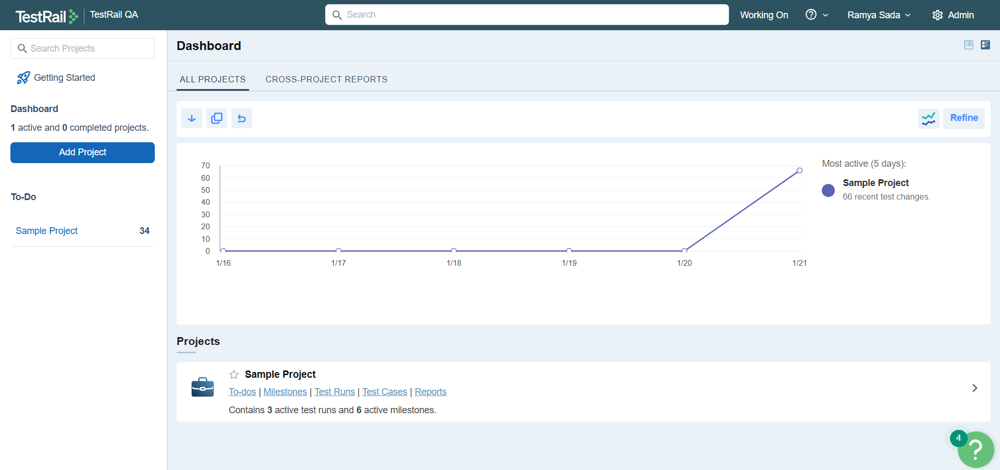 TestRail TestRail QA Search Working On Ramya Sada Admin
Search Projects
Getting Started
Dashboard
1 active and 0 completed projects.
Add Project
To-Do
Sample Project 34
Dashboard
ALL PROJECTS CROSS-PROJECT REPORTS
Refine
70
60
50
40
30
20
10
0
1/16 1/17 1/18 1/19 1/20 1/21
Most active (5 days):
Sample Project
66 recent test changes.
Projects
Sample Project
To-dos | Milestones | Test Runs | Test Cases | Reports
Contains 3 active test runs and 6 active milestones.
4
?